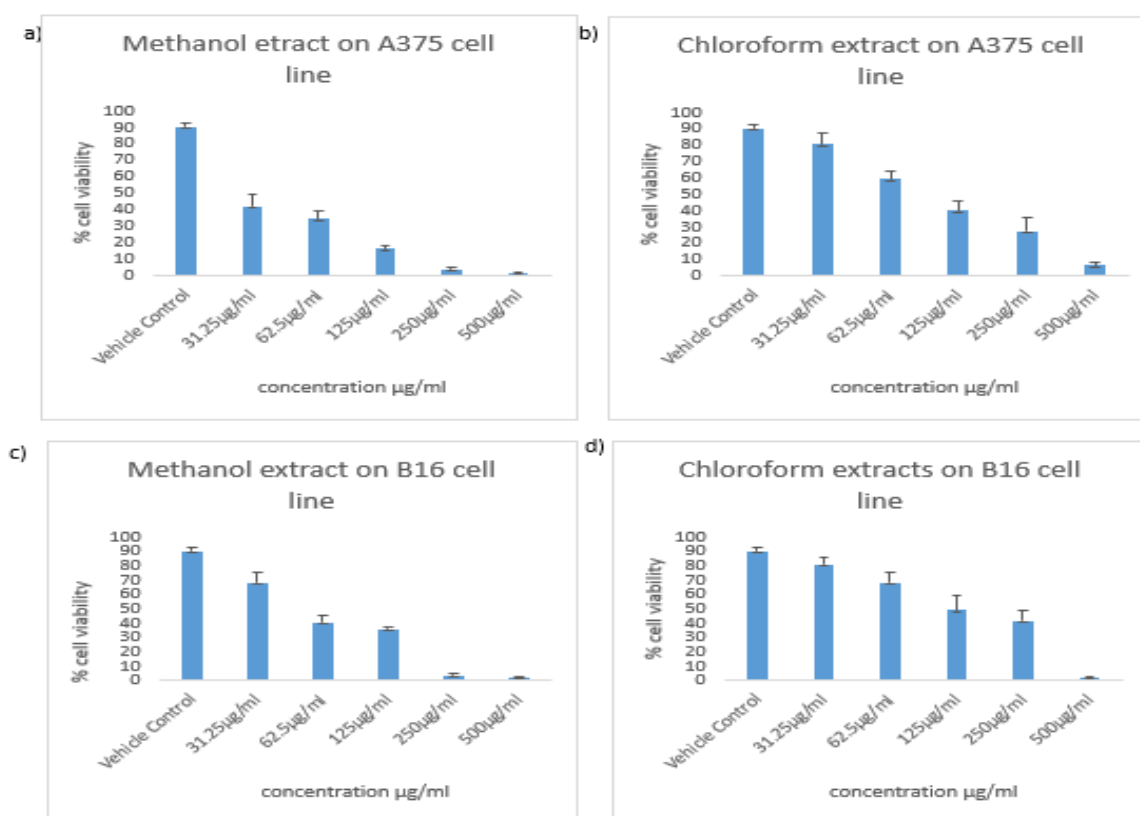 a)
Methanol etract on A375 cell
line
% cell viability
100
90
80
70
60
50
40
30
20
10
0
Vehicle Control
31.25µg/ml
62.5µg/ml
125µg/ml
250µg/ml
500µg/ml
concentration µg/ml
b)
Chloroform extract on A375 cell
line
% cell viability
100
90
80
70
60
50
40
30
20
10
0
Vehicle Control
31.25µg/ml
62.5µg/ml
125µg/ml
250µg/ml
500µg/ml
concentration µg/ml
c)
Methanol extract on B16 cell
line
% cell viability
100
90
80
70
60
50
40
30
20
10
0
Vehicle Control
31.25µg/ml
62.5µg/ml
125µg/ml
250µg/ml
500µg/ml
concentration µg/ml
d)
Chloroform extracts on B16 cell
line
% cell viability
100
90
80
70
60
50
40
30
20
10
0
Vehicle Control
31.25µg/ml
62.5µg/ml
125µg/ml
250µg/ml
500µg/ml
concentration µg/ml